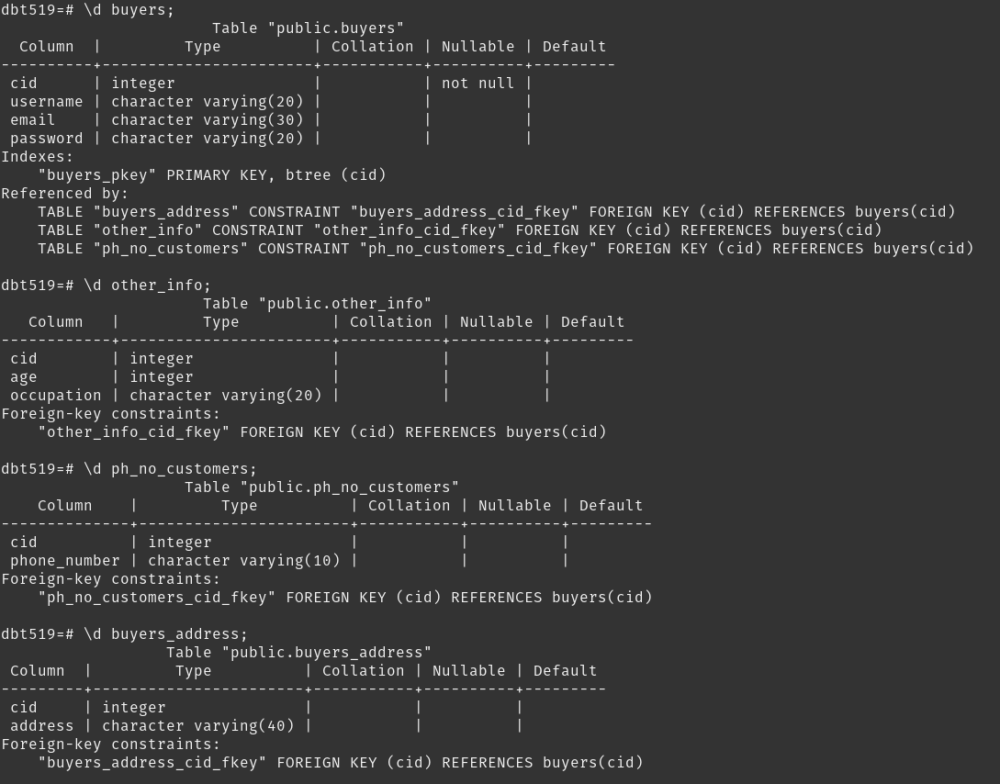 dbt519=# \d buyers;
                       Table "public.buyers"
  Column  |         Type          | Collation | Nullable | Default
----------+-----------------------+-----------+----------+---------
 cid      | integer               |           | not null |
 username | character varying(20) |           |          |
 email    | character varying(30) |           |          |
 password | character varying(20) |           |          |
Indexes:
    "buyers_pkey" PRIMARY KEY, btree (cid)
Referenced by:
    TABLE "buyers_address" CONSTRAINT "buyers_address_cid_fkey" FOREIGN KEY (cid) REFERENCES buyers(cid)
    TABLE "other_info" CONSTRAINT "other_info_cid_fkey" FOREIGN KEY (cid) REFERENCES buyers(cid)
    TABLE "ph_no_customers" CONSTRAINT "ph_no_customers_cid_fkey" FOREIGN KEY (cid) REFERENCES buyers(cid)

dbt519=# \d other_info;
                      Table "public.other_info"
   Column   |         Type          | Collation | Nullable | Default
------------+-----------------------+-----------+----------+---------
 cid        | integer               |           |          |
 age        | integer               |           |          |
 occupation | character varying(20) |           |          |
Foreign-key constraints:
    "other_info_cid_fkey" FOREIGN KEY (cid) REFERENCES buyers(cid)

dbt519=# \d ph_no_customers;
                    Table "public.ph_no_customers"
    Column    |         Type          | Collation | Nullable | Default
--------------+-----------------------+-----------+----------+---------
 cid          | integer               |           |          |
 phone_number | character varying(10) |           |          |
Foreign-key constraints:
    "ph_no_customers_cid_fkey" FOREIGN KEY (cid) REFERENCES buyers(cid)

dbt519=# \d buyers_address;
                  Table "public.buyers_address"
 Column  |         Type          | Collation | Nullable | Default
---------+-----------------------+-----------+----------+---------
 cid     | integer               |           |          |
 address | character varying(40) |           |          |
Foreign-key constraints:
    "buyers_address_cid_fkey" FOREIGN KEY (cid) REFERENCES buyers(cid)